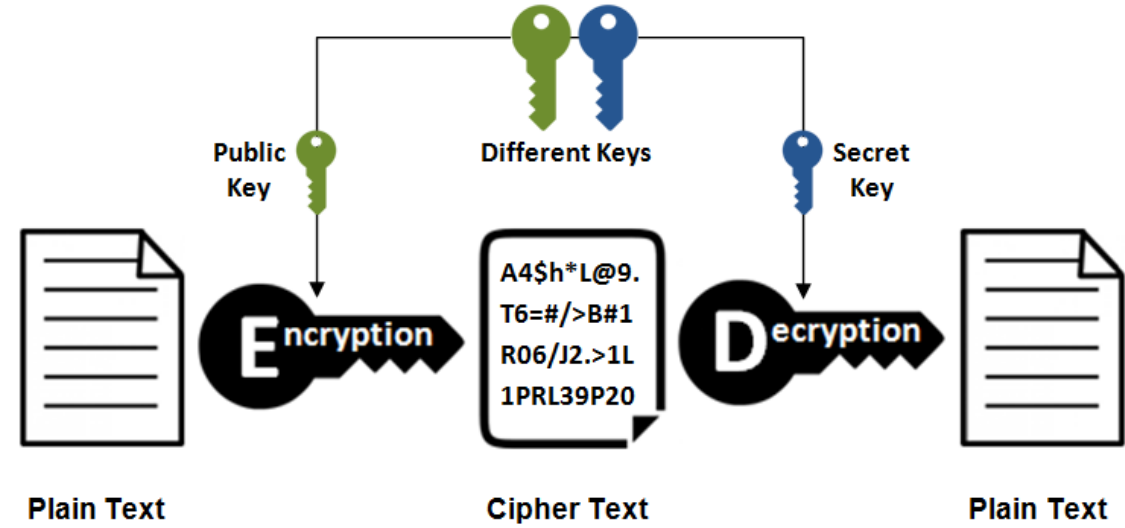 Public
Key
Different Keys
Secret
Key
Encryption
A4$h*L@9.
T6=#/>B#1
R06/J2.>1L
1PRL39P20
Decryption
Plain Text
Cipher Text
Plain Text